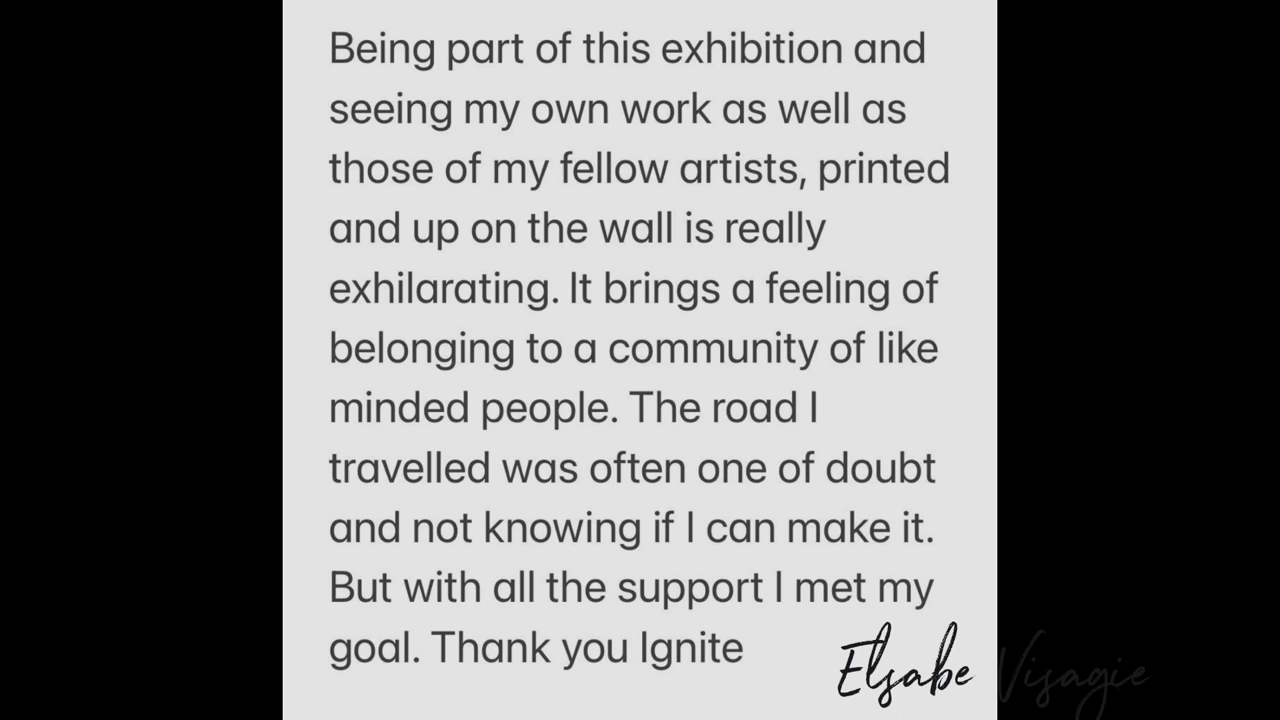 Being part of this exhibition and
seeing my own work as well as
those of my fellow artists, printed
and up on the wall is really
exhilarating. It brings a feeling of
belonging to a community of like
minded people. The road I
travelled was often one of doubt
and not knowing if I can make it.
But with all the support I met my
goal. Thank you Ignite
Elsabe Visagie